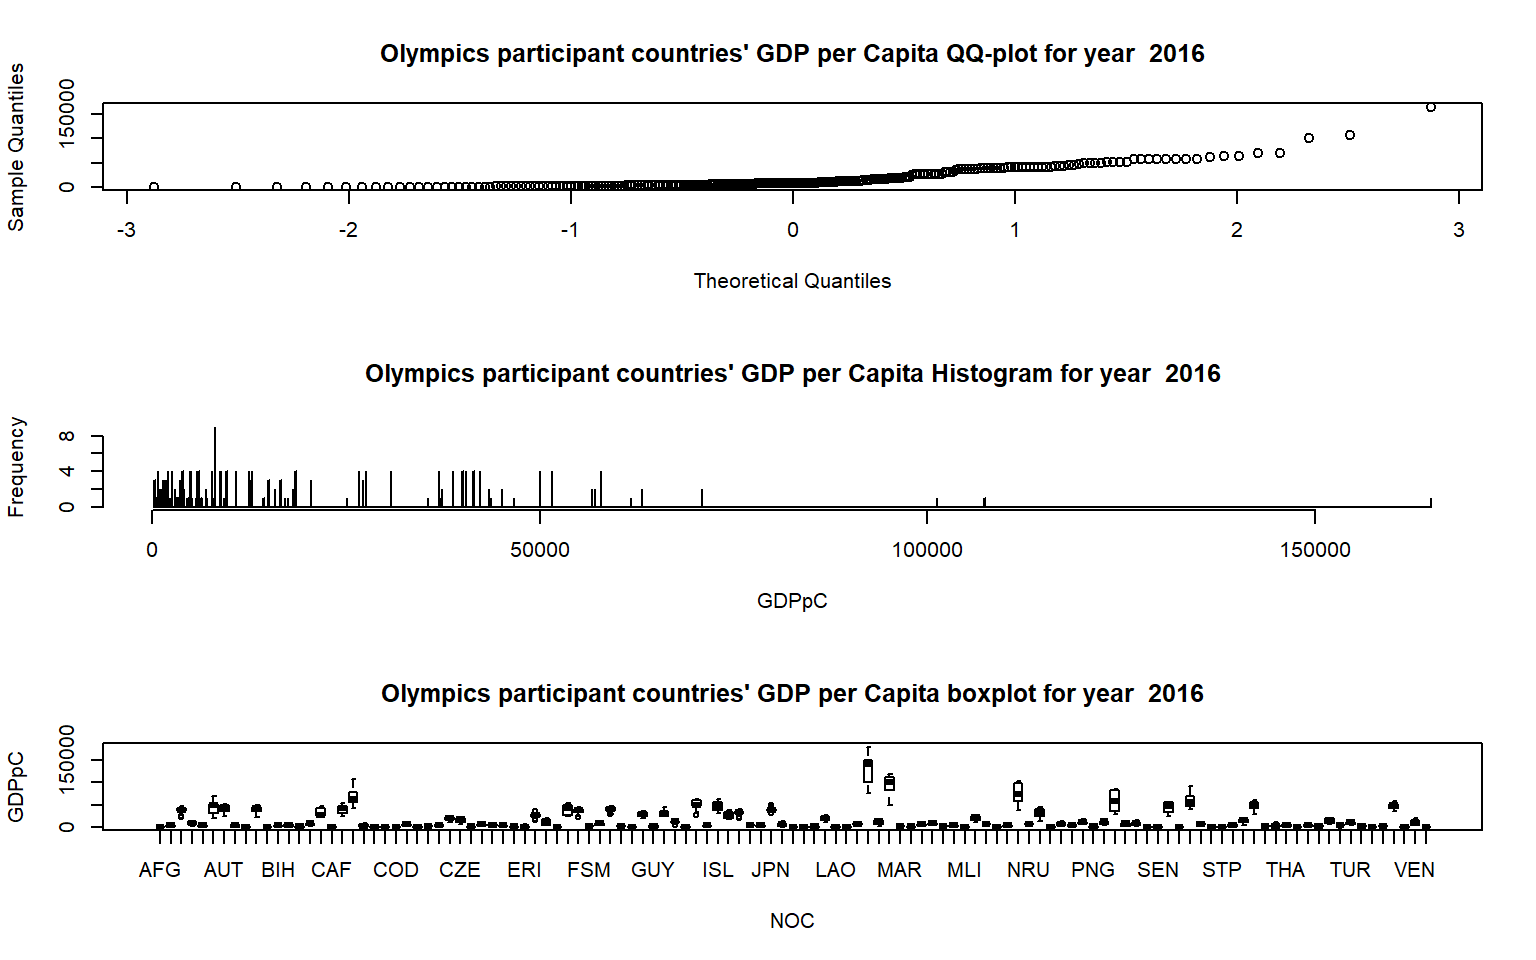 Olympics participant countries' GDP per Capita QQ-plot for year  2016
Sample Quantiles
150000
0
-3 -2 -1 0 1 2 3
Theoretical Quantiles
Olympics participant countries' GDP per Capita Histogram for year  2016
Frequency
8
4
0
0 50000 100000 150000
GDPpC
Olympics participant countries' GDP per Capita boxplot for year  2016
GDPpC
150000
0
AFG AUT BIH CAF COD CZE ERI FSM GUY ISL JPN LAO MAR MLI NRU PNG SEN STP THA TUR VEN
NOC